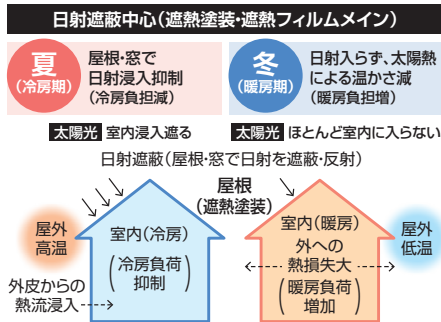 日射遮蔽中心（遮熱塗装・遮熱フィルムメイン）
夏
（冷房期）
屋根・窓で
日射浸入抑制
（冷房負担減）
冬
（暖房期）
日射入らず、太陽熱
による温かさ減
（暖房負担増）
太陽光 室内浸入遮る
太陽光 ほとんど室内に入らない
日射遮蔽（屋根・窓で日射を遮蔽・反射）
屋根
（遮熱塗装）
屋外
高温
室内（冷房）
（冷房負荷
抑制）
外皮からの
熱流浸入
室内（暖房）
外への
熱損失大
（暖房負荷
増加）
屋外
低温